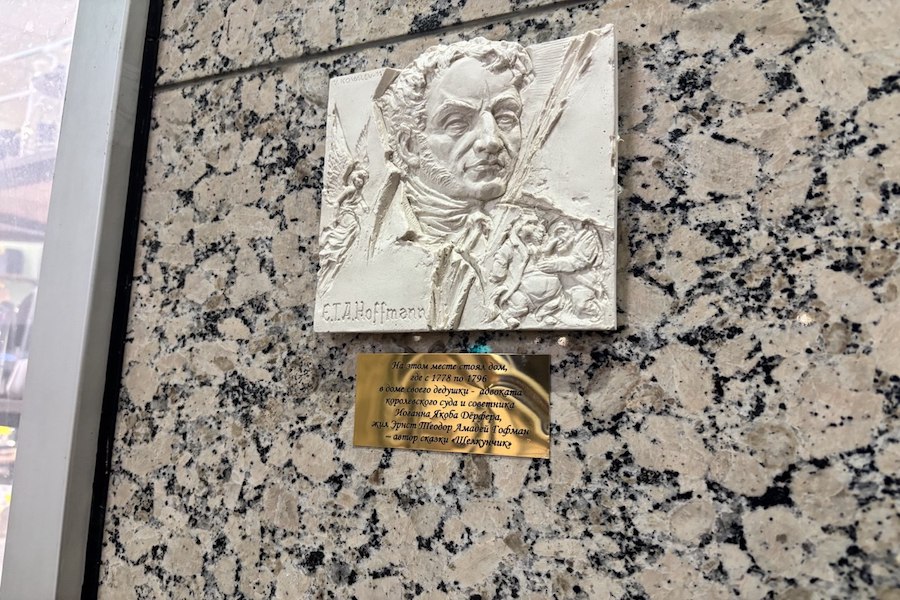 E.T.A.Hoffmann
На этом месте стоял дом,
где с 1778 по 1796
в доме своего дедушки - адвоката
королевского суда и советника
Иоганна Якоба Дёрфера,
жил Эрнст Теодор Амадей Гофман
– автор сказки «Щелкунчик»